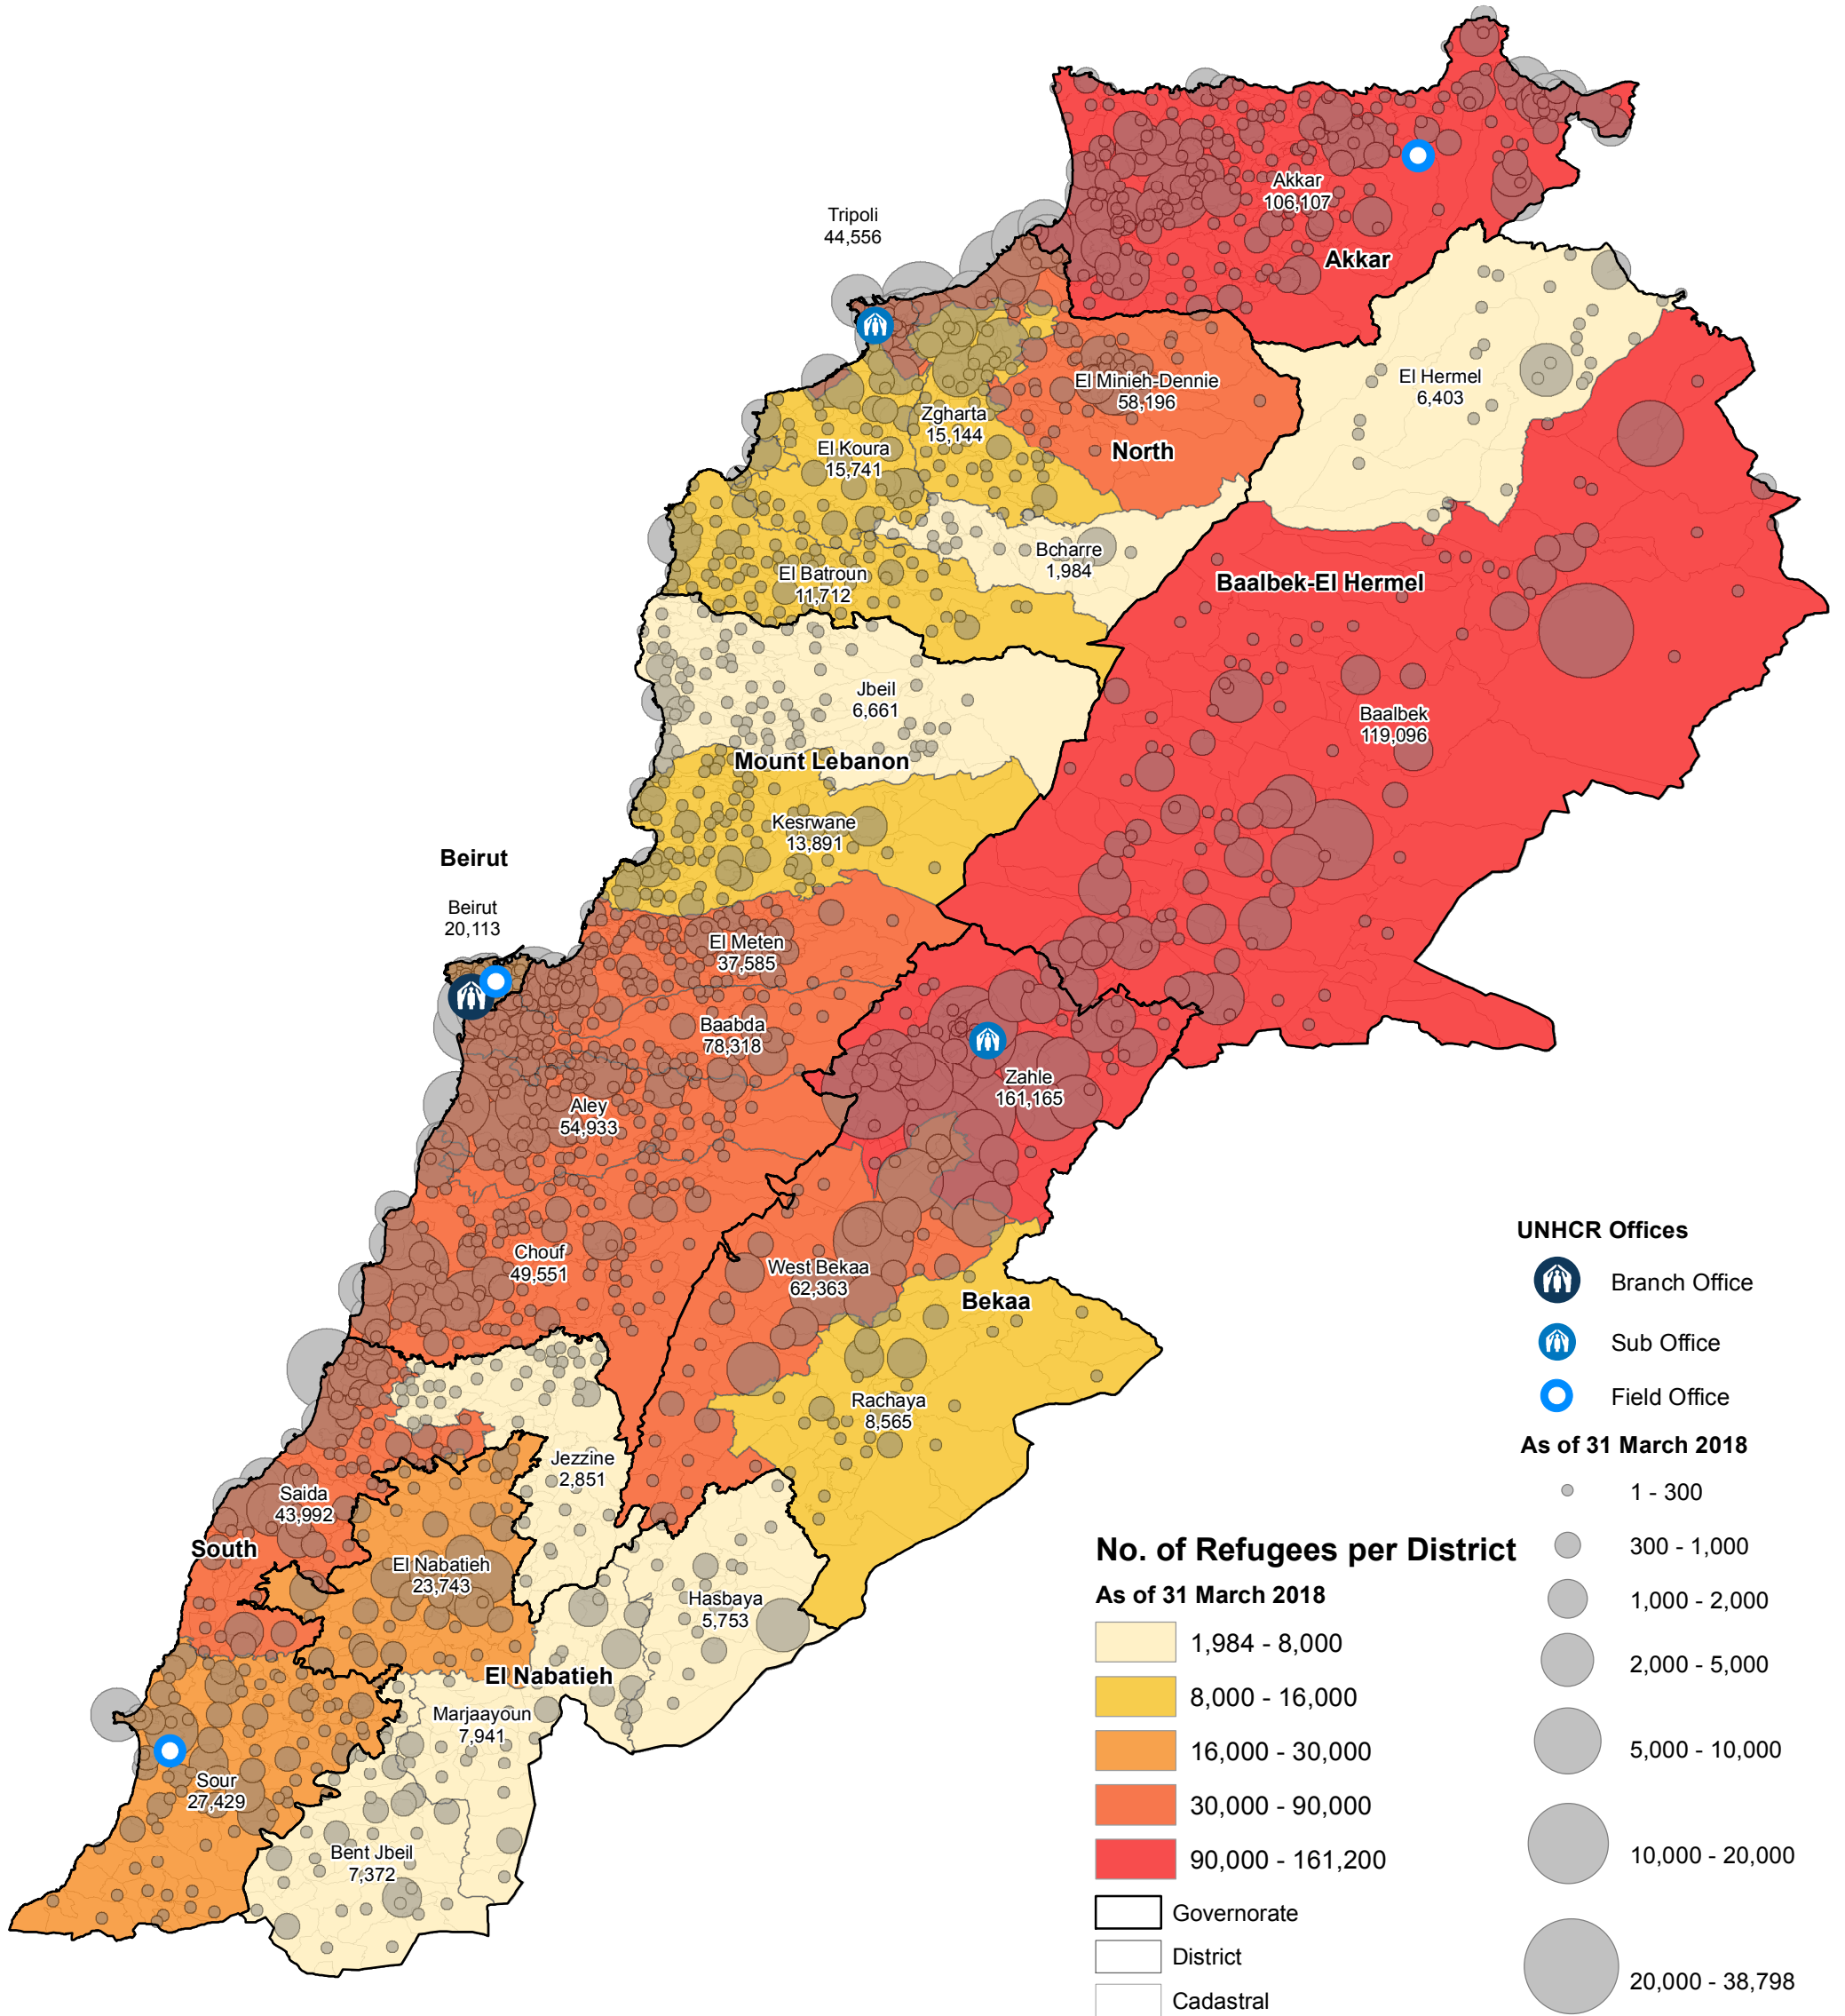 Tripoli
44,556
Akkar
106,107
Akkar
El Hermel
6,403
El Minieh-Dennie
58,196
Zgharta
15,144
North
El Koura
15,741
Bcharre
1,984
El Batroun
11,712
Baalbek-El Hermel
Jbeil
6,661
Baalbek
119,096
Mount Lebanon
Kesrwane
13,891
Beirut
Beirut
20,113
El Meten
37,585
Baabda
78,318
Zahle
161,165
Aley
54,933
Chouf
49,551
West Bekaa
62,363
Bekaa
Rachaya
8,565
Jezzine
2,851
Saida
43,992
South
El Nabatieh
23,743
Hasbaya
5,753
El Nabatieh
Marjaayoun
7,941
Sour
27,429
Bent Jbeil
7,372
UNHCR Offices
Branch Office
Sub Office
Field Office
As of 31 March 2018
1 - 300
300 - 1,000
1,000 - 2,000
2,000 - 5,000
5,000 - 10,000
10,000 - 20,000
20,000 - 38,798
No. of Refugees per District
As of 31 March 2018
1,984 - 8,000
8,000 - 16,000
16,000 - 30,000
30,000 - 90,000
90,000 - 161,200
Governorate
District
Cadastral